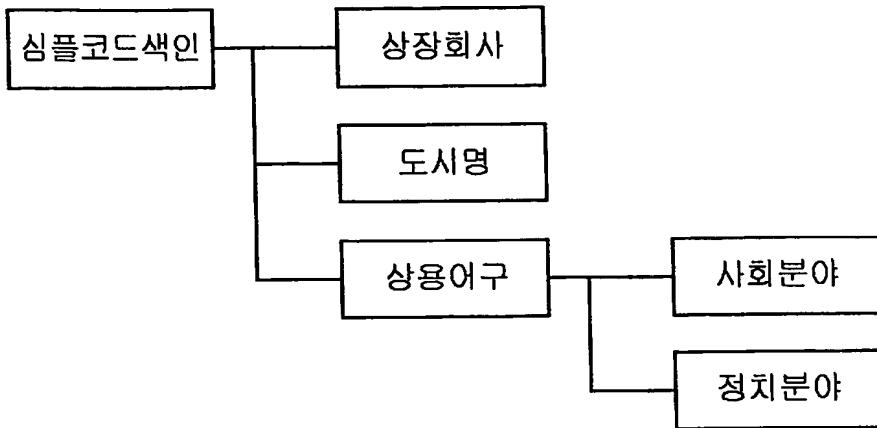 심플코드색인
상장회사
도시명
상용어구
사회분야
정치분야